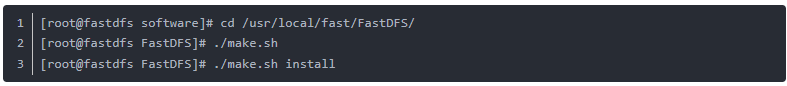 1 [root@fastdfs software]# cd /usr/local/fast/FastDFS/
2 [root@fastdfs FastDFS]# ./make.sh
3 [root@fastdfs FastDFS]# ./make.sh install